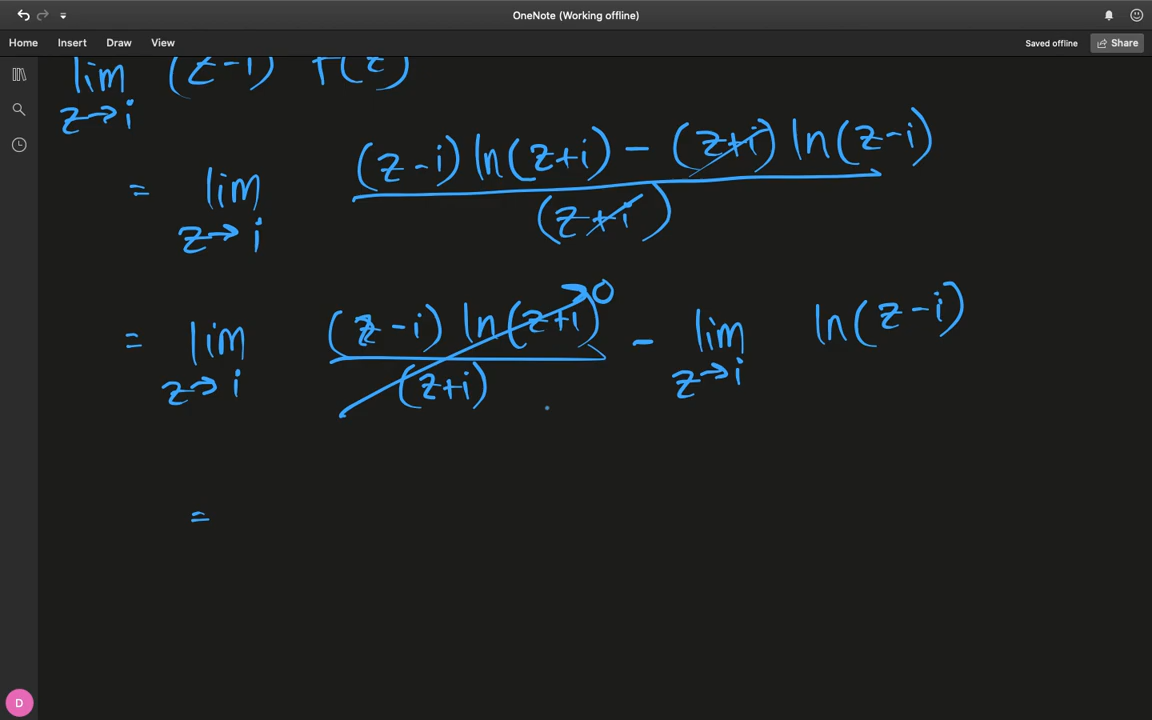 OneNote (Working offline)
Home Insert Draw View
Saved offline Share
lim (z-i) f(z)
z→i
= lim (z-i) ln(z+i) - (z+i) ln(z-i)
z→i (z+i)
= lim (z-i) ln(z+i) 0 - lim ln(z-i)
z→i (z+i) z→i
=
D